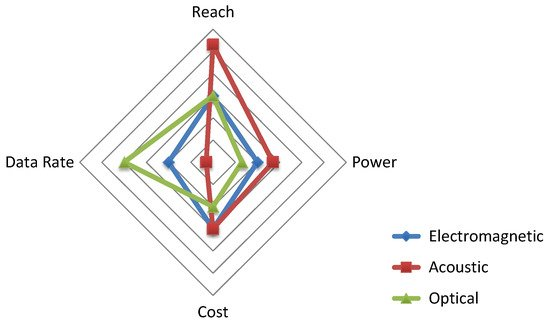 Reach
Data Rate
Power
Cost
Electromagnetic
Acoustic
Optical